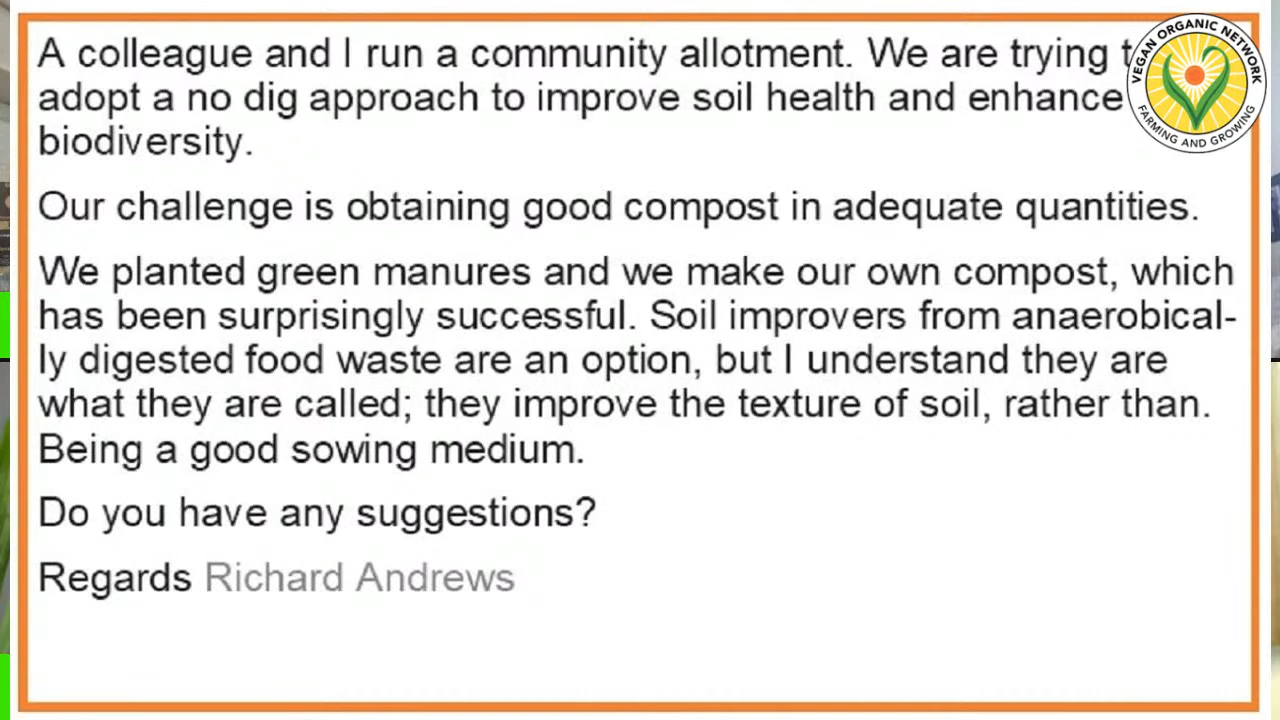 A colleague and I run a community allotment. We are trying
adopt a no dig approach to improve soil health and enhance
biodiversity.
Our challenge is obtaining good compost in adequate quantities.
We planted green manures and we make our own compost, which
has been surprisingly successful. Soil improvers from anaerobical-
ly digested food waste are an option, but I understand they are
what they are called; they improve the texture of soil, rather than.
Being a good sowing medium.
Do you have any suggestions?
Regards Richard Andrews
VEGAN ORGANIC NETWORK
FARMING AND GROWING